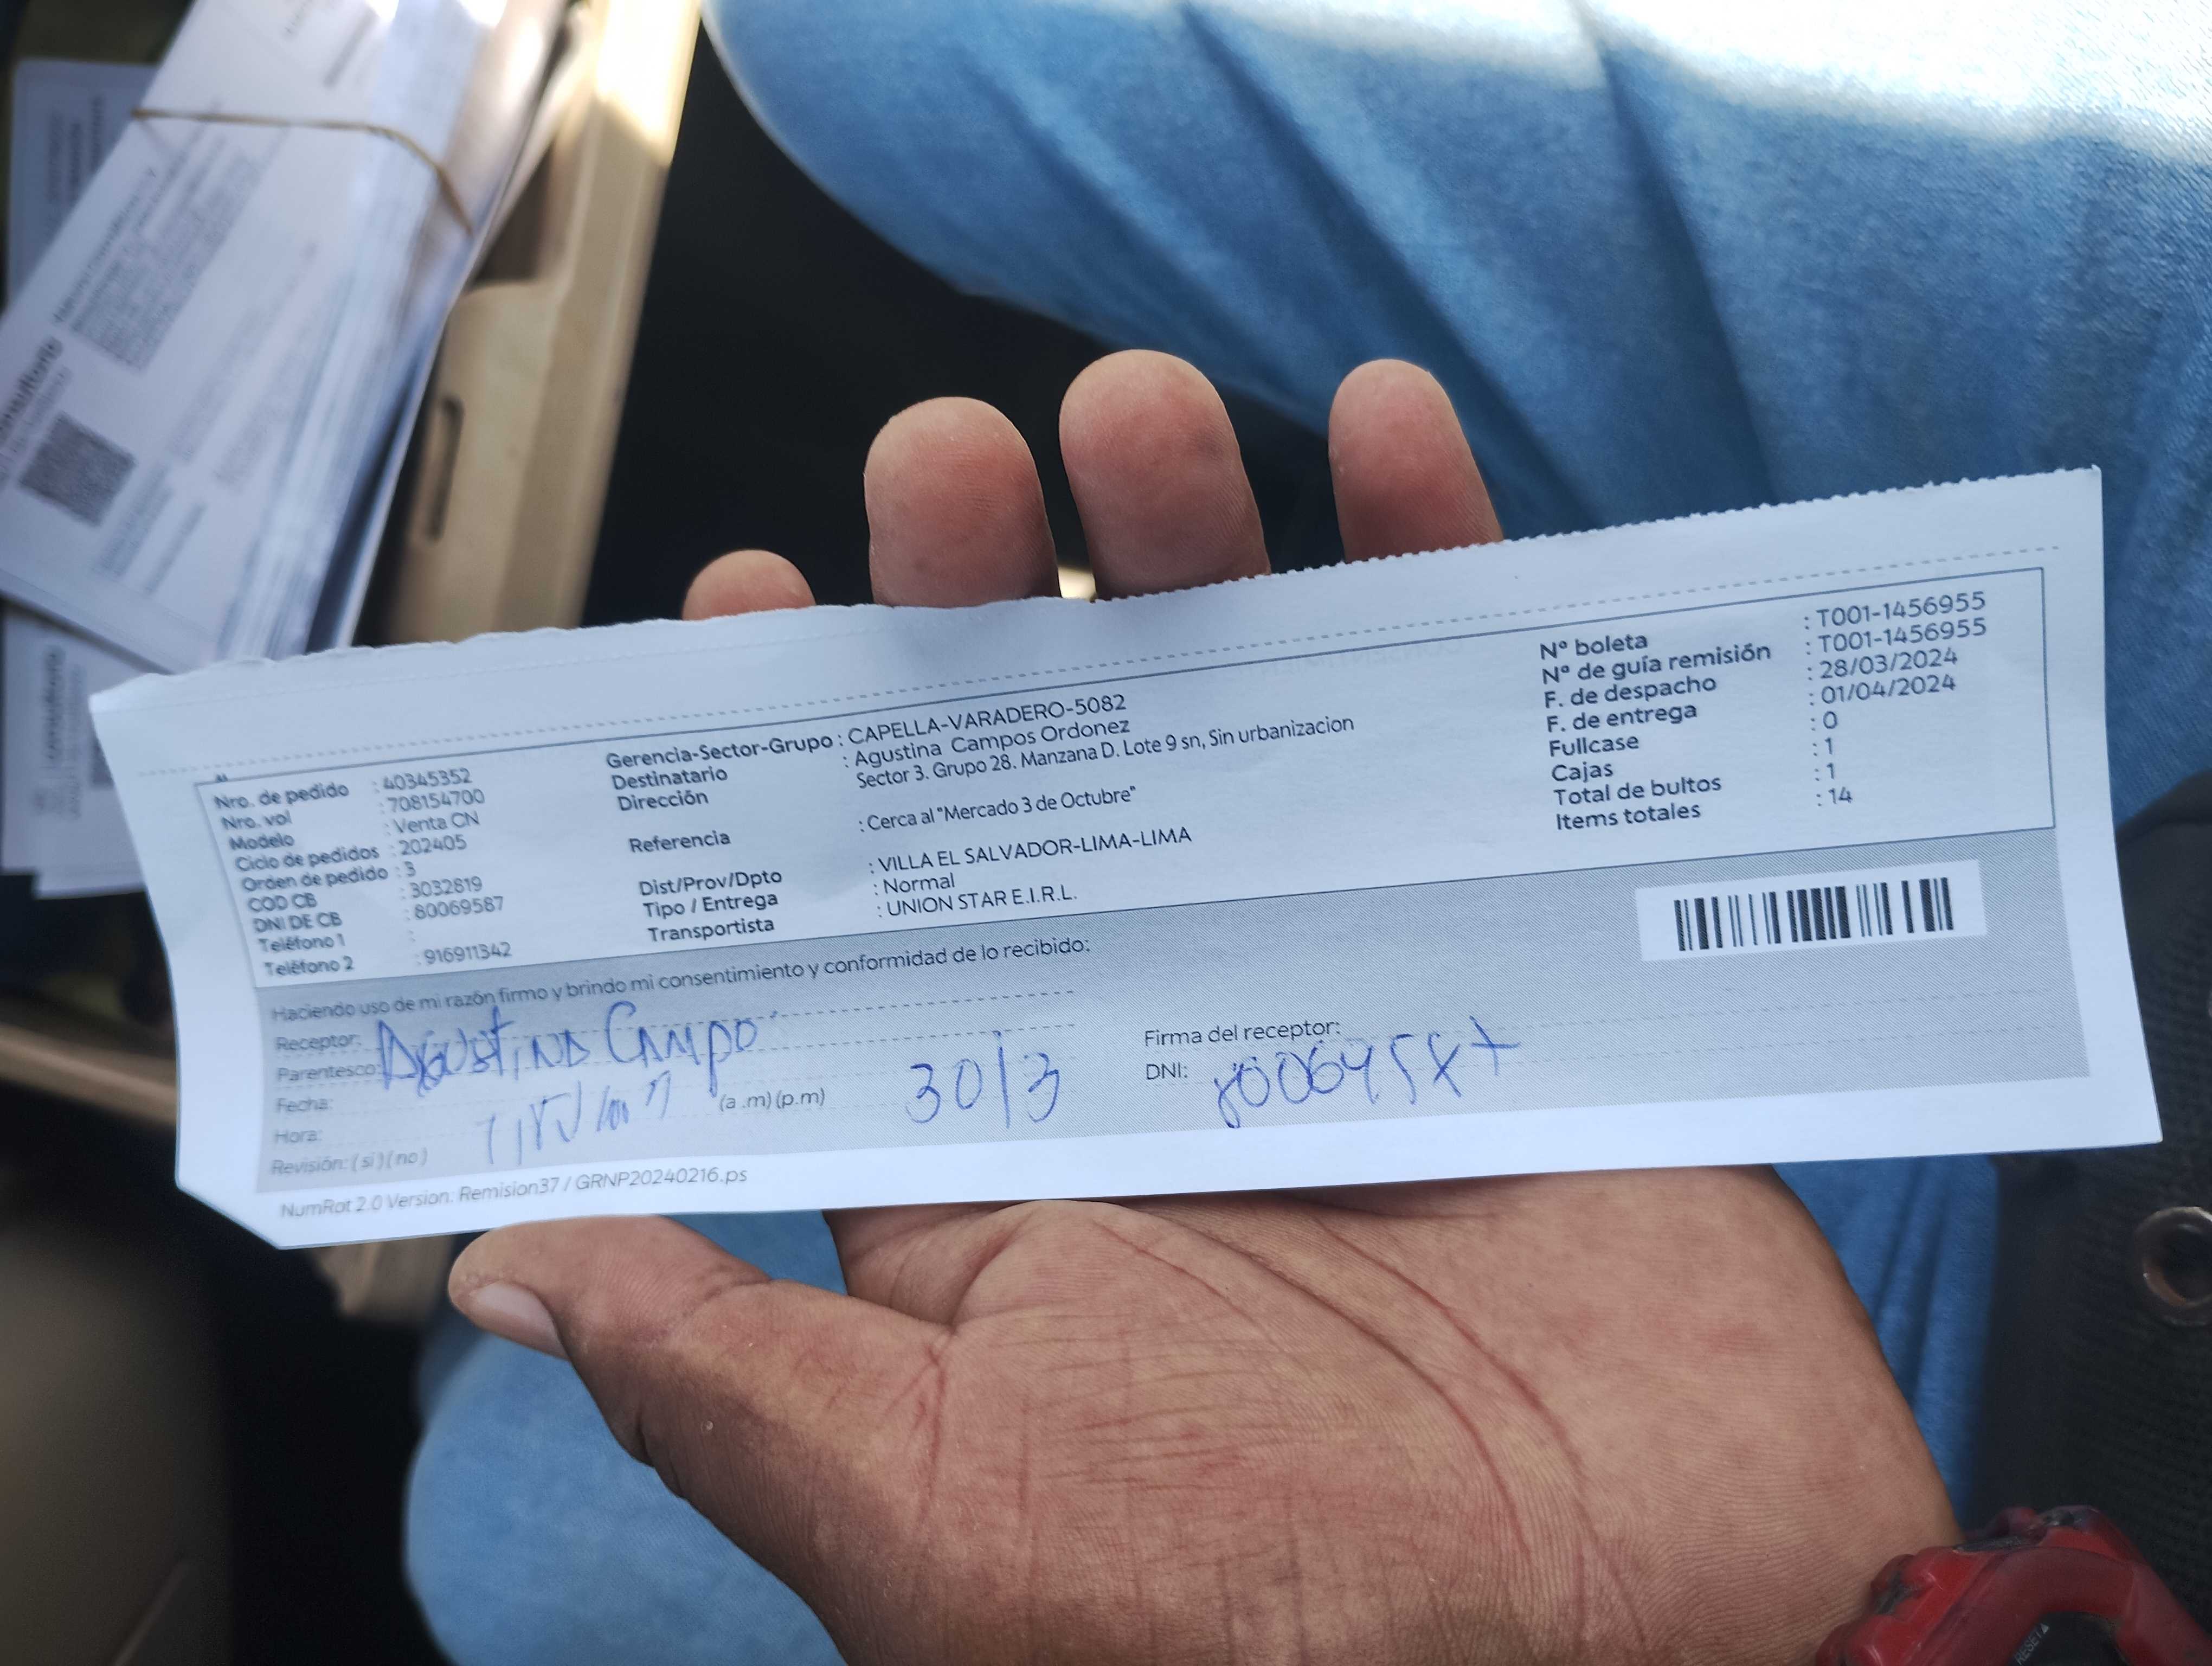 Nro. de pedido : 40345352
Nro. vol : 708154700
Modelo : Venta CN
Ciclo de pedidos : 202405
Orden de pedido : 3
COD CB : 3032819
DNI DE CB : 80069587
Teléfono 1 :
Teléfono 2 : 916911342
Gerencia-Sector-Grupo : CAPELLA-VARADERO-5082
Destinatario : Agustina Campos Ordonez
Dirección Sector 3. Grupo 28. Manzana D. Lote 9 sn, Sin urbanizacion
Referencia : Cerca al "Mercado 3 de Octubre"
Dist/Prov/Dpto : VILLA EL SALVADOR-LIMA-LIMA
Tipo / Entrega : Normal
Transportista : UNION STAR E.I.R.L.
Nº boleta : T001-1456955
Nº de guía remisión : T001-1456955
F. de despacho : 28/03/2024
F. de entrega : 01/04/2024
Fullcase : 0
Cajas : 1
Total de bultos : 1
Items totales : 14
Haciendo uso de mi razón firmo y brindo mi consentimiento y conformidad de lo recibido:
Receptor: Agustina Campo
Parentesco:
Fecha: 30/3
Hora: (a .m) (p.m)
Revisión: ( si ) ( no )
Firma del receptor:
DNI:
NumRot 2.0 Version. Remision37 / GRNP20240216.ps
RESET